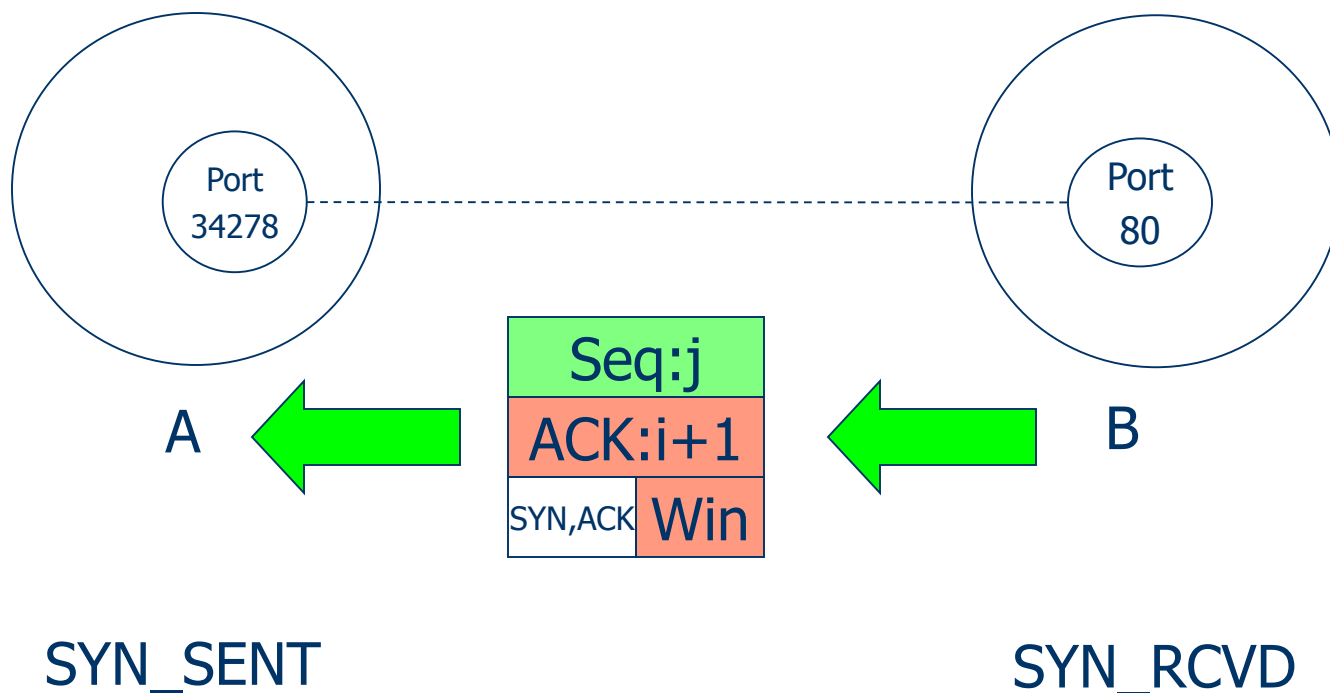 Port
34278
Port
80
Seq:j
A
ACK:i+1
B
SYN,ACK Win
SYN_SENT
SYN_RCVD